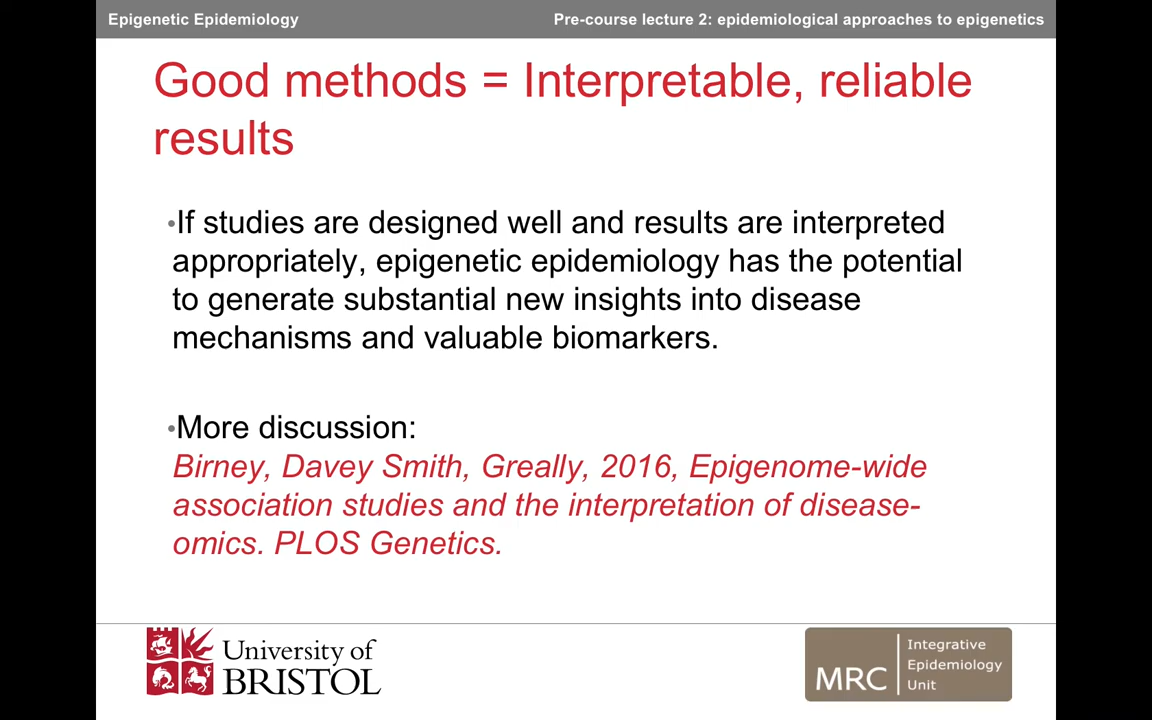 Epigenetic Epidemiology
Pre-course lecture 2: epidemiological approaches to epigenetics
Good methods = Interpretable, reliable
results
•If studies are designed well and results are interpreted
appropriately, epigenetic epidemiology has the potential
to generate substantial new insights into disease
mechanisms and valuable biomarkers.
•More discussion:
Birney, Davey Smith, Greally, 2016, Epigenome-wide
association studies and the interpretation of disease-
omics. PLOS Genetics.
University of
BRISTOL
MRC
Integrative
Epidemiology
Unit